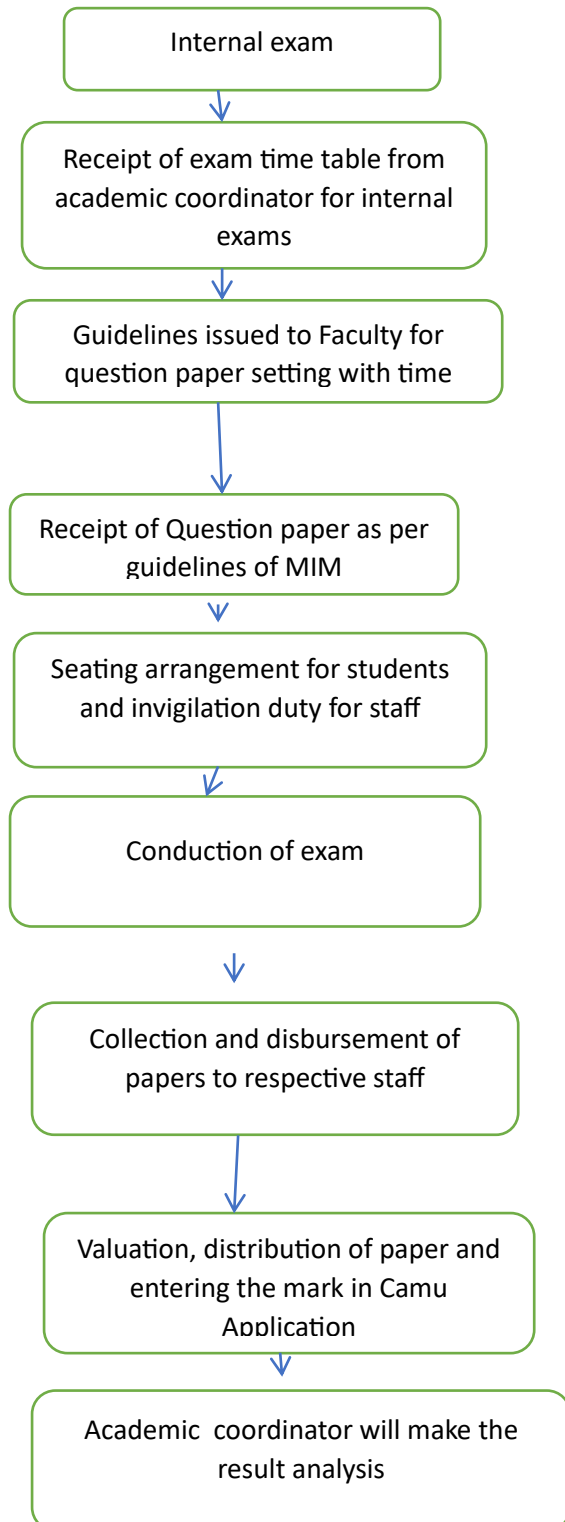 Internal exam
Receipt of exam time table from
academic coordinator for internal
exams
Guidelines issued to Faculty for
question paper setting with time
Receipt of Question paper as per
guidelines of MIM
Seating arrangement for students
and invigilation duty for staff
Conduction of exam
Collection and disbursement of
papers to respective staff
Valuation, distribution of paper and
entering the mark in Camu
Application
Academic  coordinator will make the
result analysis